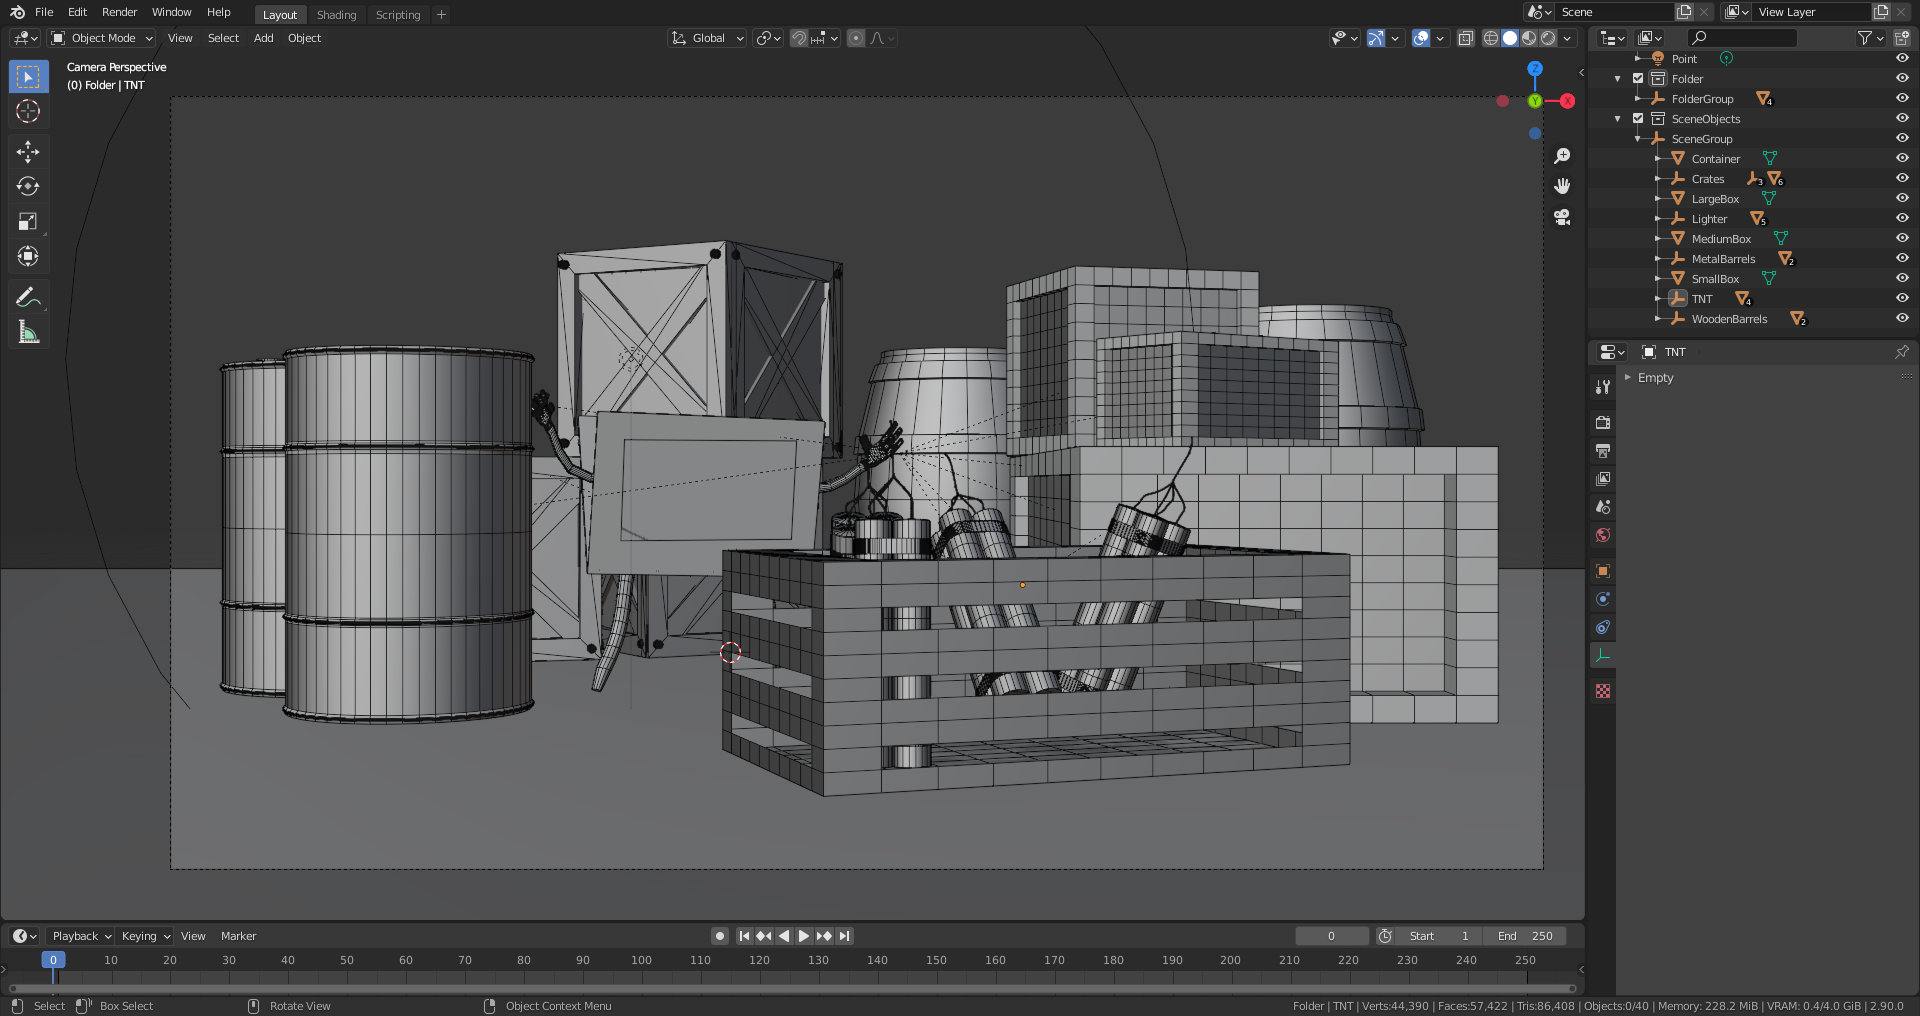 File Edit Render Window Help Layout Shading Scripting +
Scene View Layer
Object Mode View Select Add Object Global
Camera Perspective
(0) Folder | TNT
Z
Y X
Point
Folder
FolderGroup 4
SceneObjects
SceneGroup
Container
Crates 3 6
LargeBox
Lighter 5
MediumBox
MetalBarrels 2
SmallBox
TNT 4
WoodenBarrels 2
TNT
Empty
Playback Keying View Marker 0 Start 1 End 250
0 10 20 30 40 50 60 70 80 90 100 110 120 130 140 150 160 170 180 190 200 210 220 230 240 250
Select Box Select Rotate View Object Context Menu Folder | TNT | Verts:44,390 | Faces:57,422 | Tris:86,408 | Objects:0/40 | Memory: 228.2 MiB | VRAM: 0.4/4.0 GiB | 2.90.0